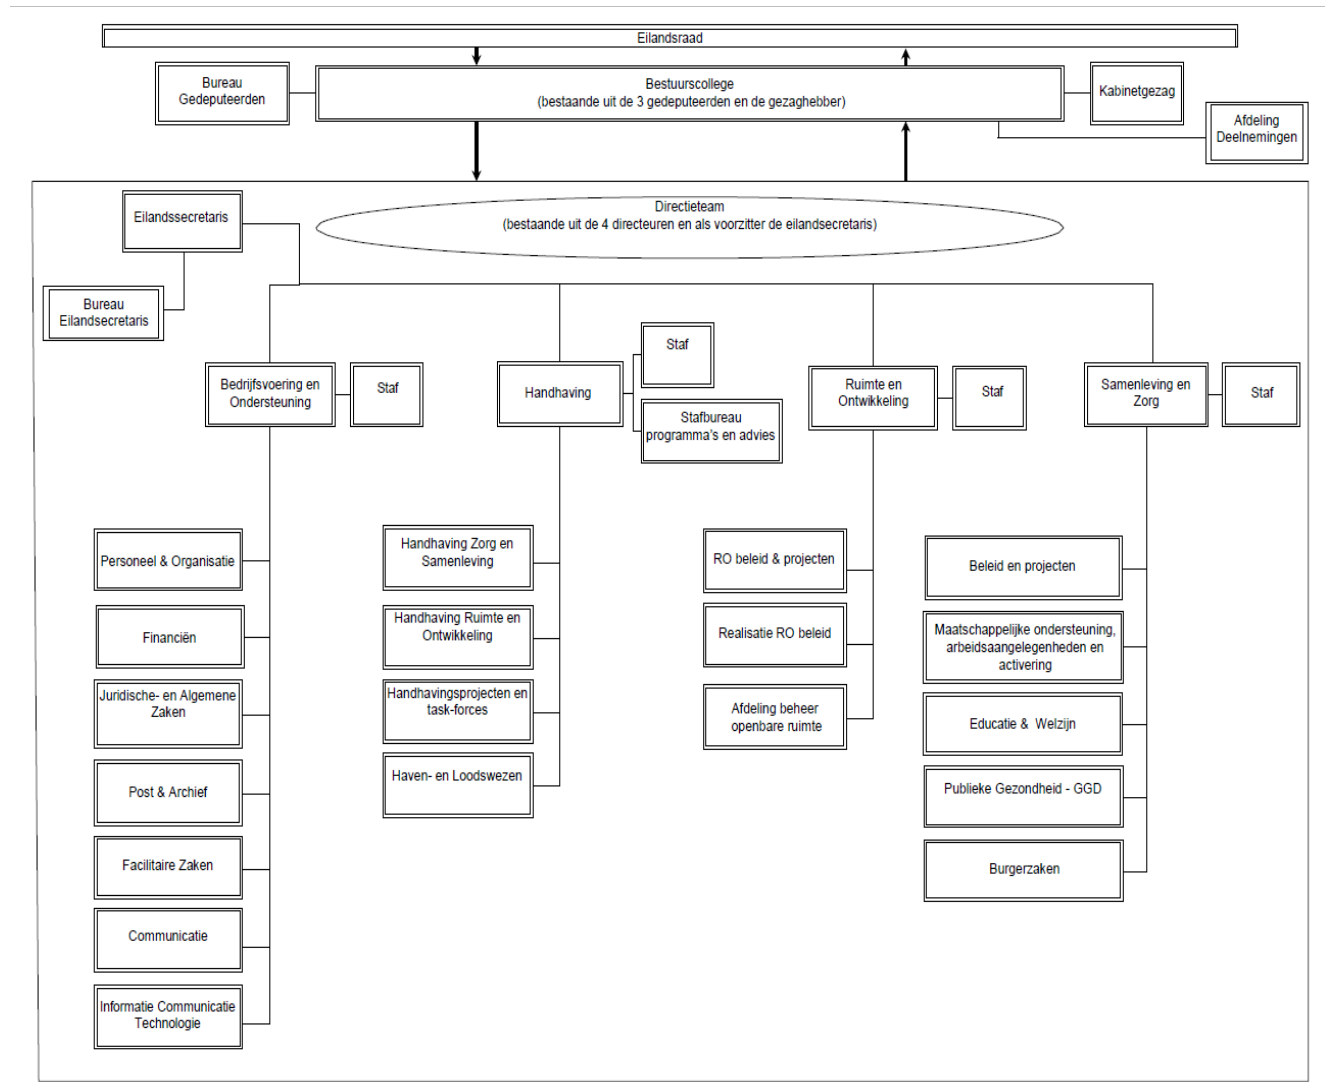 Eilandsraad
Bureau
Gedeputeerden
Bestuurscollege
(bestaande uit de 3 gedeputeerden en de gezaghebber)
Kabinetgezag
Afdeling
Deelnemingen
Eilandssecretaris
Directieteam
(bestaande uit de 4 directeuren en als voorzitter de eilandsecretaris)
Bureau
Eilandsecretaris
Bedrijfsvoering en
Ondersteuning
Staf
Handhaving
Staf
Stafbureau
programma's en advies
Ruimte en
Ontwikkeling
Staf
Samenleving en
Zorg
Staf
Personeel & Organisatie
Financiën
Juridische- en Algemene
Zaken
Post & Archief
Facilitaire Zaken
Communicatie
Informatie Communicatie
Technologie
Handhaving Zorg en
Samenleving
Handhaving Ruimte en
Ontwikkeling
Handhavingsprojecten en
task-forces
Haven- en Loodswezen
RO beleid & projecten
Realisatie RO beleid
Afdeling beheer
openbare ruimte
Beleid en projecten
Maatschappelijke ondersteuning,
arbeidsaangelegenheden en
activering
Educatie & Welzijn
Publieke Gezondheid - GGD
Burgerzaken